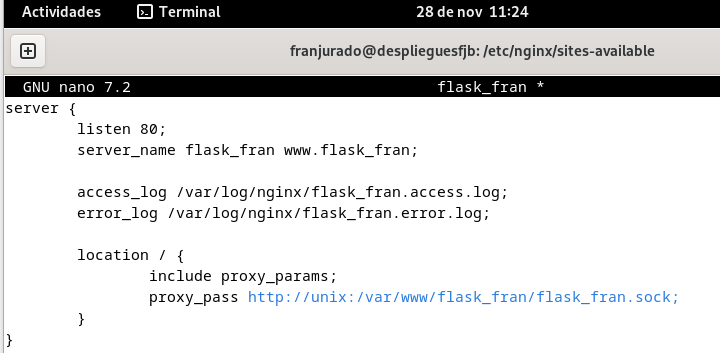 Actividades Terminal 28 de nov 11:24
franjurado@desplieguesfjb: /etc/nginx/sites-available
GNU nano 7.2 flask_fran *
server {
        listen 80;
        server_name flask_fran www.flask_fran;

        access_log /var/log/nginx/flask_fran.access.log;
        error_log /var/log/nginx/flask_fran.error.log;

        location / {
                include proxy_params;
                proxy_pass http://unix:/var/www/flask_fran/flask_fran.sock;
        }
}